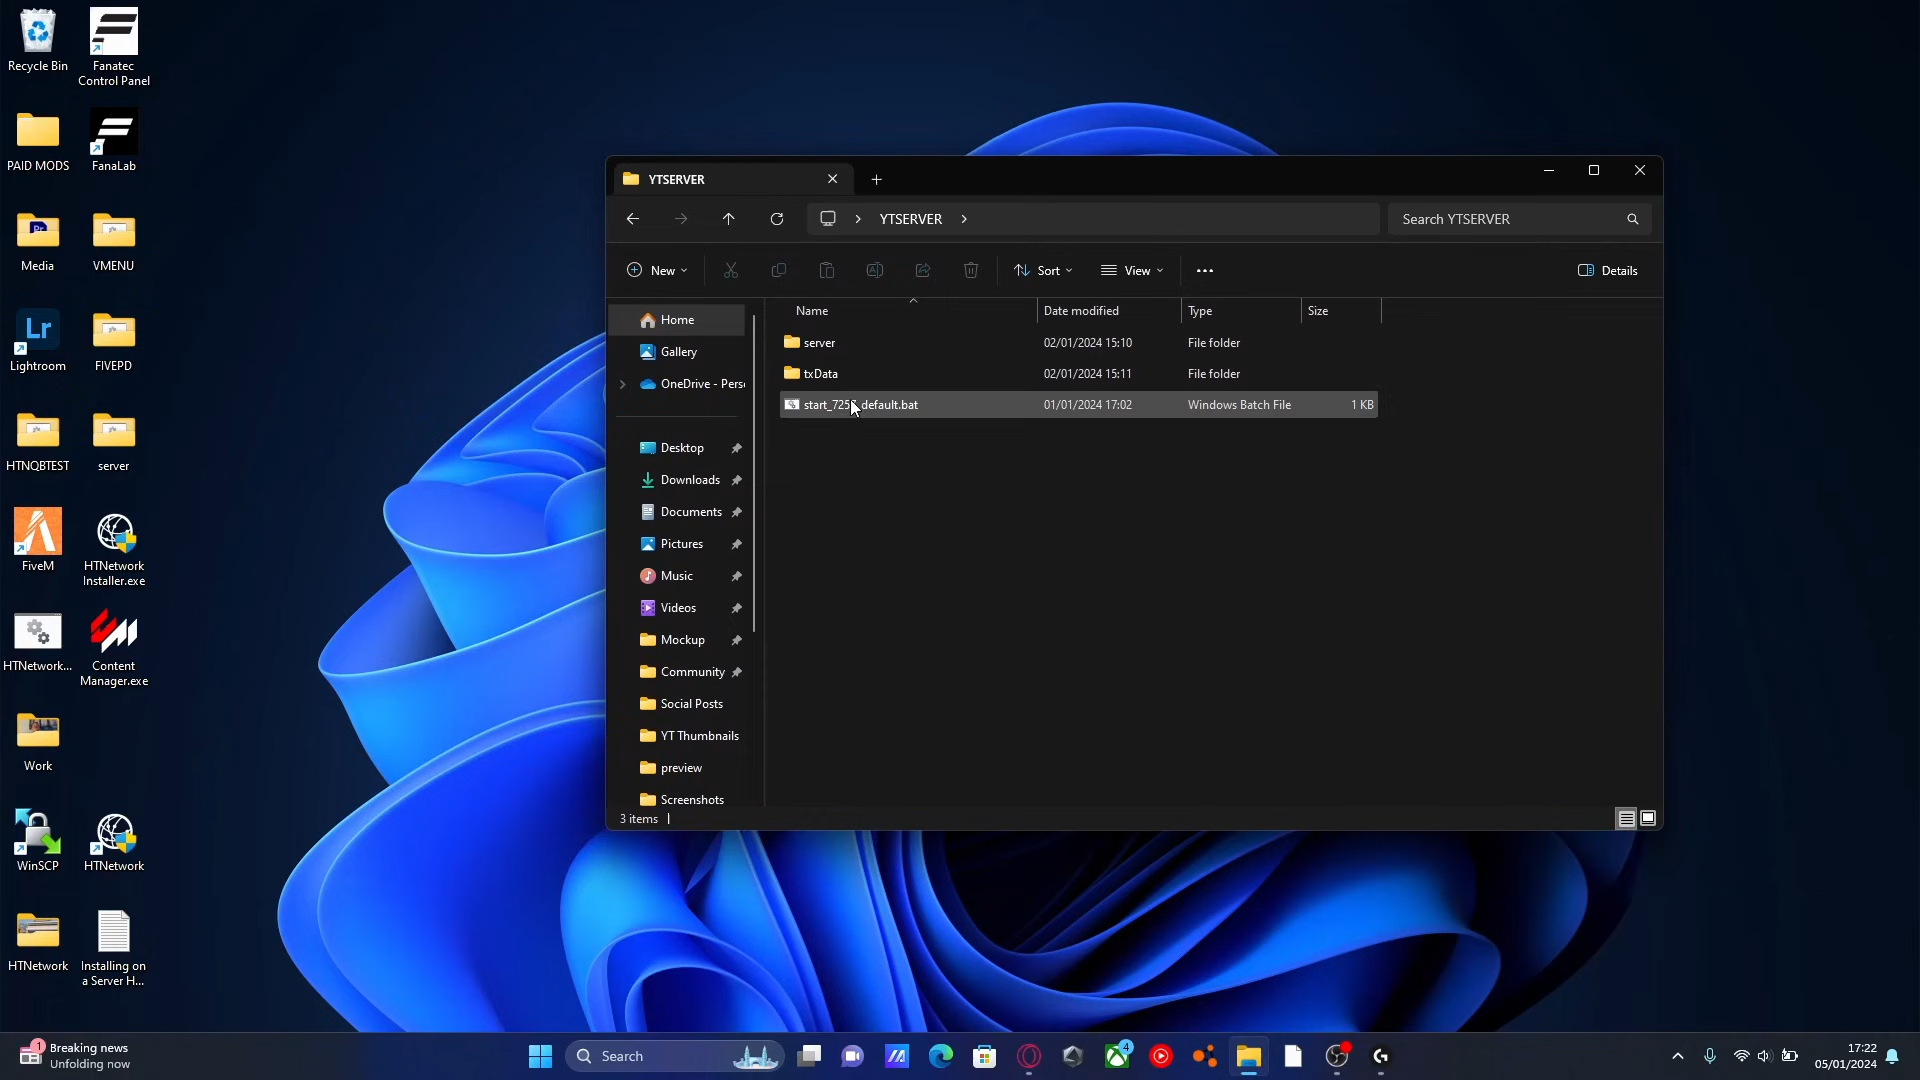 Recycle Bin
Fanatec
Control Panel
PAID MODS
FanaLab
Media
VMENU
Lightroom
FIVEPD
HTNQBTEST
server
FiveM
HTNetwork
Installer.exe
HTNetwork...
Content
Manager.exe
Work
WinSCP
HTNetwork
HTNetwork
Installing on
a Server H...
Pr
Lr
YTSERVER
YTSERVER
Search YTSERVER
New
Sort
View
Details
Home
Gallery
OneDrive - Pers
Desktop
Downloads
Documents
Pictures
Music
Videos
Mockup
Community
Social Posts
YT Thumbnails
preview
Screenshots
Name Date modified Type Size
server 02/01/2024 15:10 File folder
txData 02/01/2024 15:11 File folder
default.bat 01/01/2024 17:02 Windows Batch File 1 KB
3 items
1
Breaking news
Unfolding now
Search
4
17:22
05/01/2024